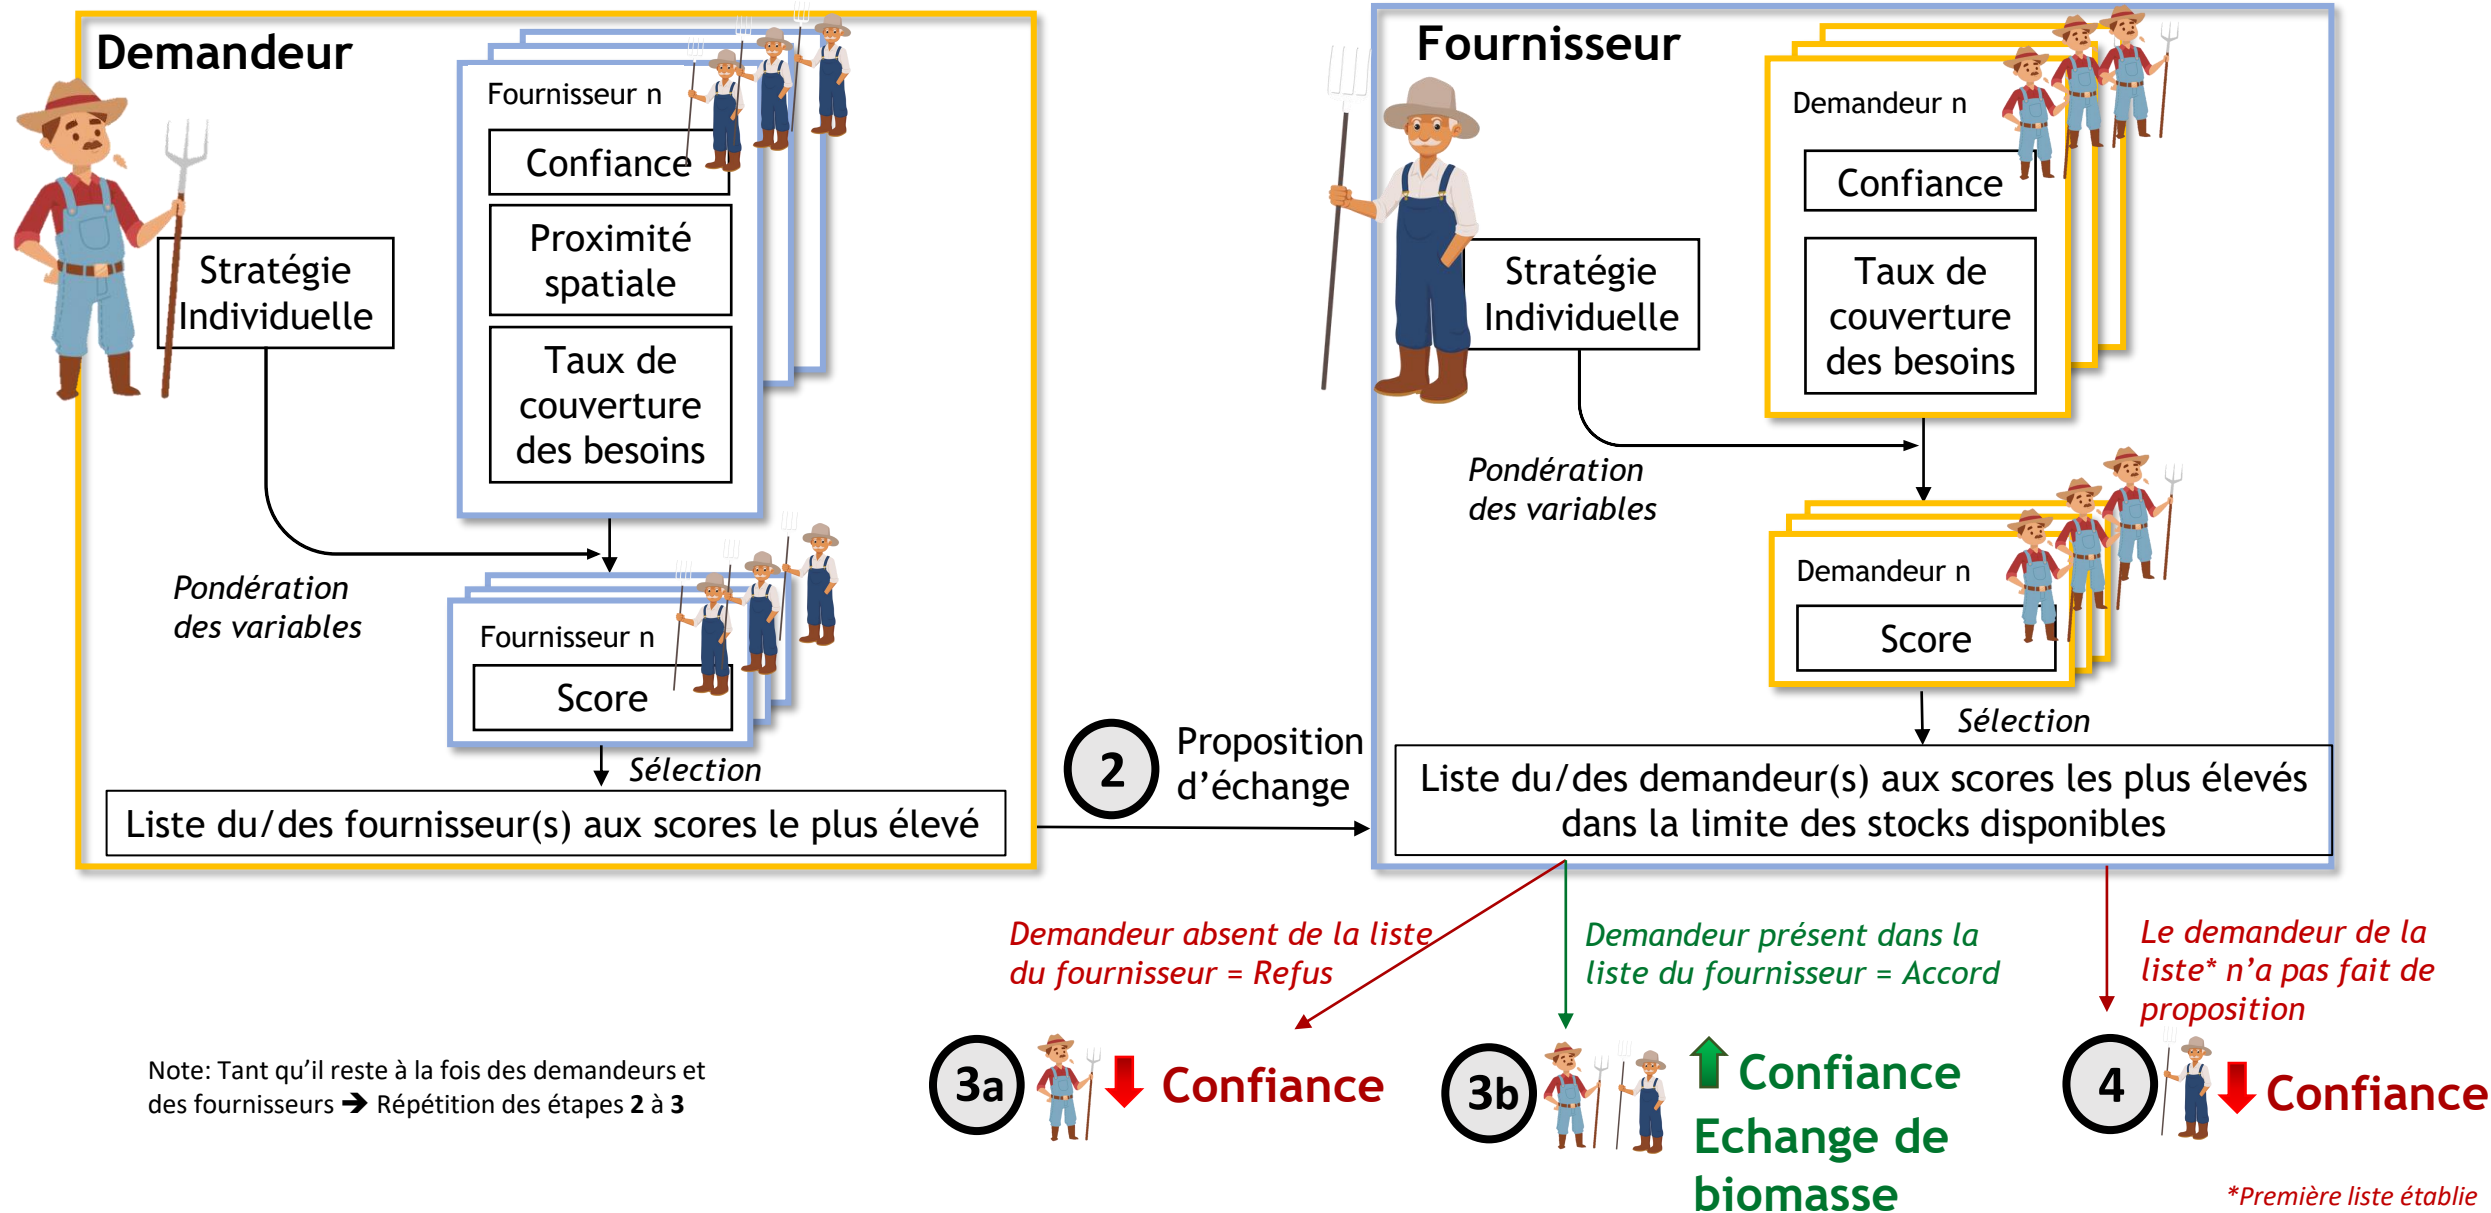 Demandeur
Fournisseur n
Confiance
Proximité
spatiale
Taux de
couverture
des besoins
Stratégie
Individuelle
Pondération
des variables
Fournisseur n
Score
Sélection
Liste du/des fournisseur(s) aux scores le plus élevé
2
Proposition
d’échange
Fournisseur
Demandeur n
Confiance
Taux de
couverture
des besoins
Stratégie
Individuelle
Pondération
des variables
Demandeur n
Score
Sélection
Liste du/des demandeur(s) aux scores les plus élevés
dans la limite des stocks disponibles
Demandeur absent de la liste
du fournisseur = Refus
Demandeur présent dans la
liste du fournisseur = Accord
Le demandeur de la
liste* n’a pas fait de
proposition
3a
Confiance
3b
Confiance
Echange de
biomasse
4
Confiance
Note: Tant qu’il reste à la fois des demandeurs et
des fournisseurs ➔ Répétition des étapes 2 à 3
*Première liste établie